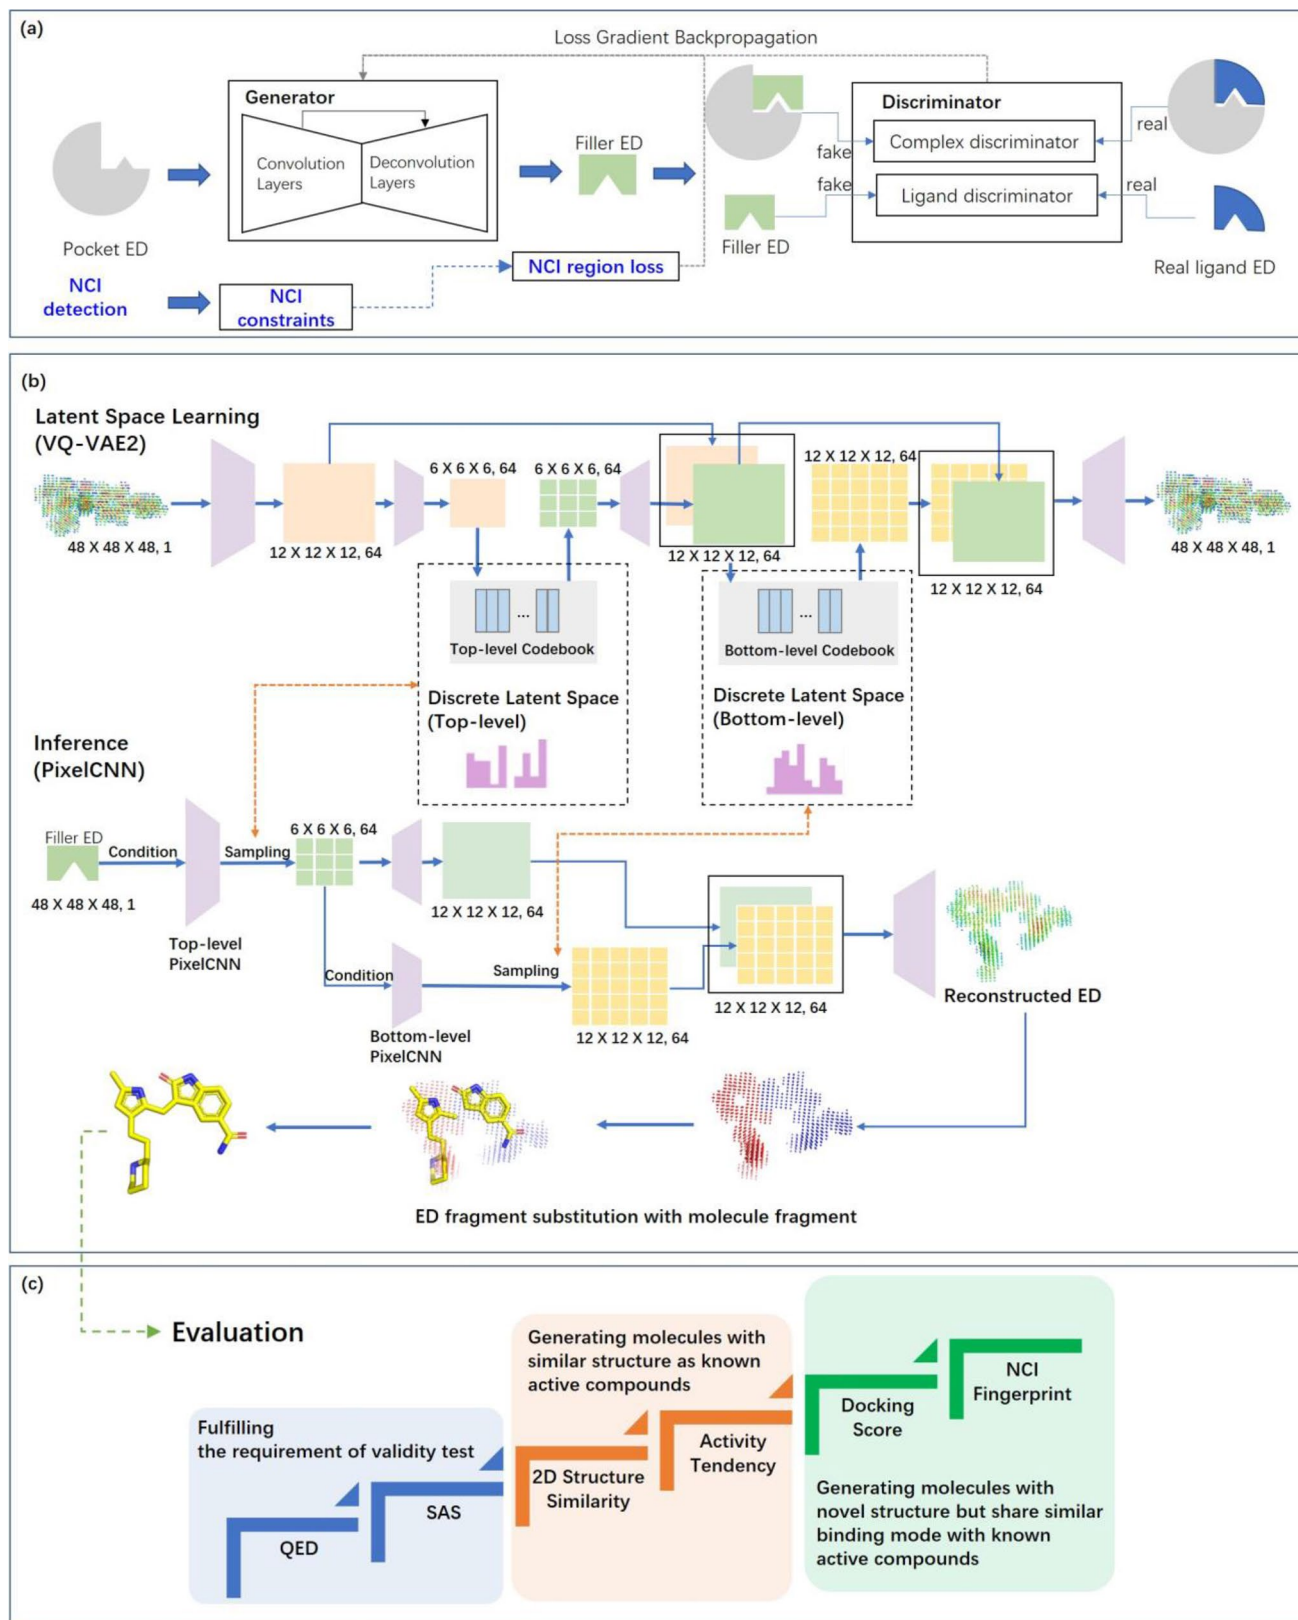 (a)
Loss Gradient Backpropagation
Generator
Convolution
Layers
Deconvolution
Layers
Filler ED
Pocket ED
NCI
detection
NCI
constraints
NCI region loss
Discriminator
Complex discriminator
Ligand discriminator
fake
fake
real
real
Filler ED
Real ligand ED
(b)
Latent Space Learning
(VQ-VAE2)
48 X 48 X 48, 1
12 X 12 X 12, 64
6 X 6 X 6, 64
6 X 6 X 6, 64
12 X 12 X 12, 64
12 X 12 X 12, 64
12 X 12 X 12, 64
48 X 48 X 48, 1
...
Top-level Codebook
Discrete Latent Space
(Top-level)
...
Bottom-level Codebook
Discrete Latent Space
(Bottom-level)
Inference
(PixelCNN)
Filler ED
48 X 48 X 48, 1
Condition
Top-level
PixelCNN
Sampling
6 X 6 X 6, 64
12 X 12 X 12, 64
Condition
Bottom-level
PixelCNN
Sampling
12 X 12 X 12, 64
12 X 12 X 12, 64
Reconstructed ED
ED fragment substitution with molecule fragment
(c)
Evaluation
Fulfilling
the requirement of validity test
QED
SAS
Generating molecules with
similar structure as known
active compounds
2D Structure
Similarity
Activity
Tendency
Docking
Score
NCI
Fingerprint
Generating molecules with
novel structure but share similar
binding mode with known
active compounds